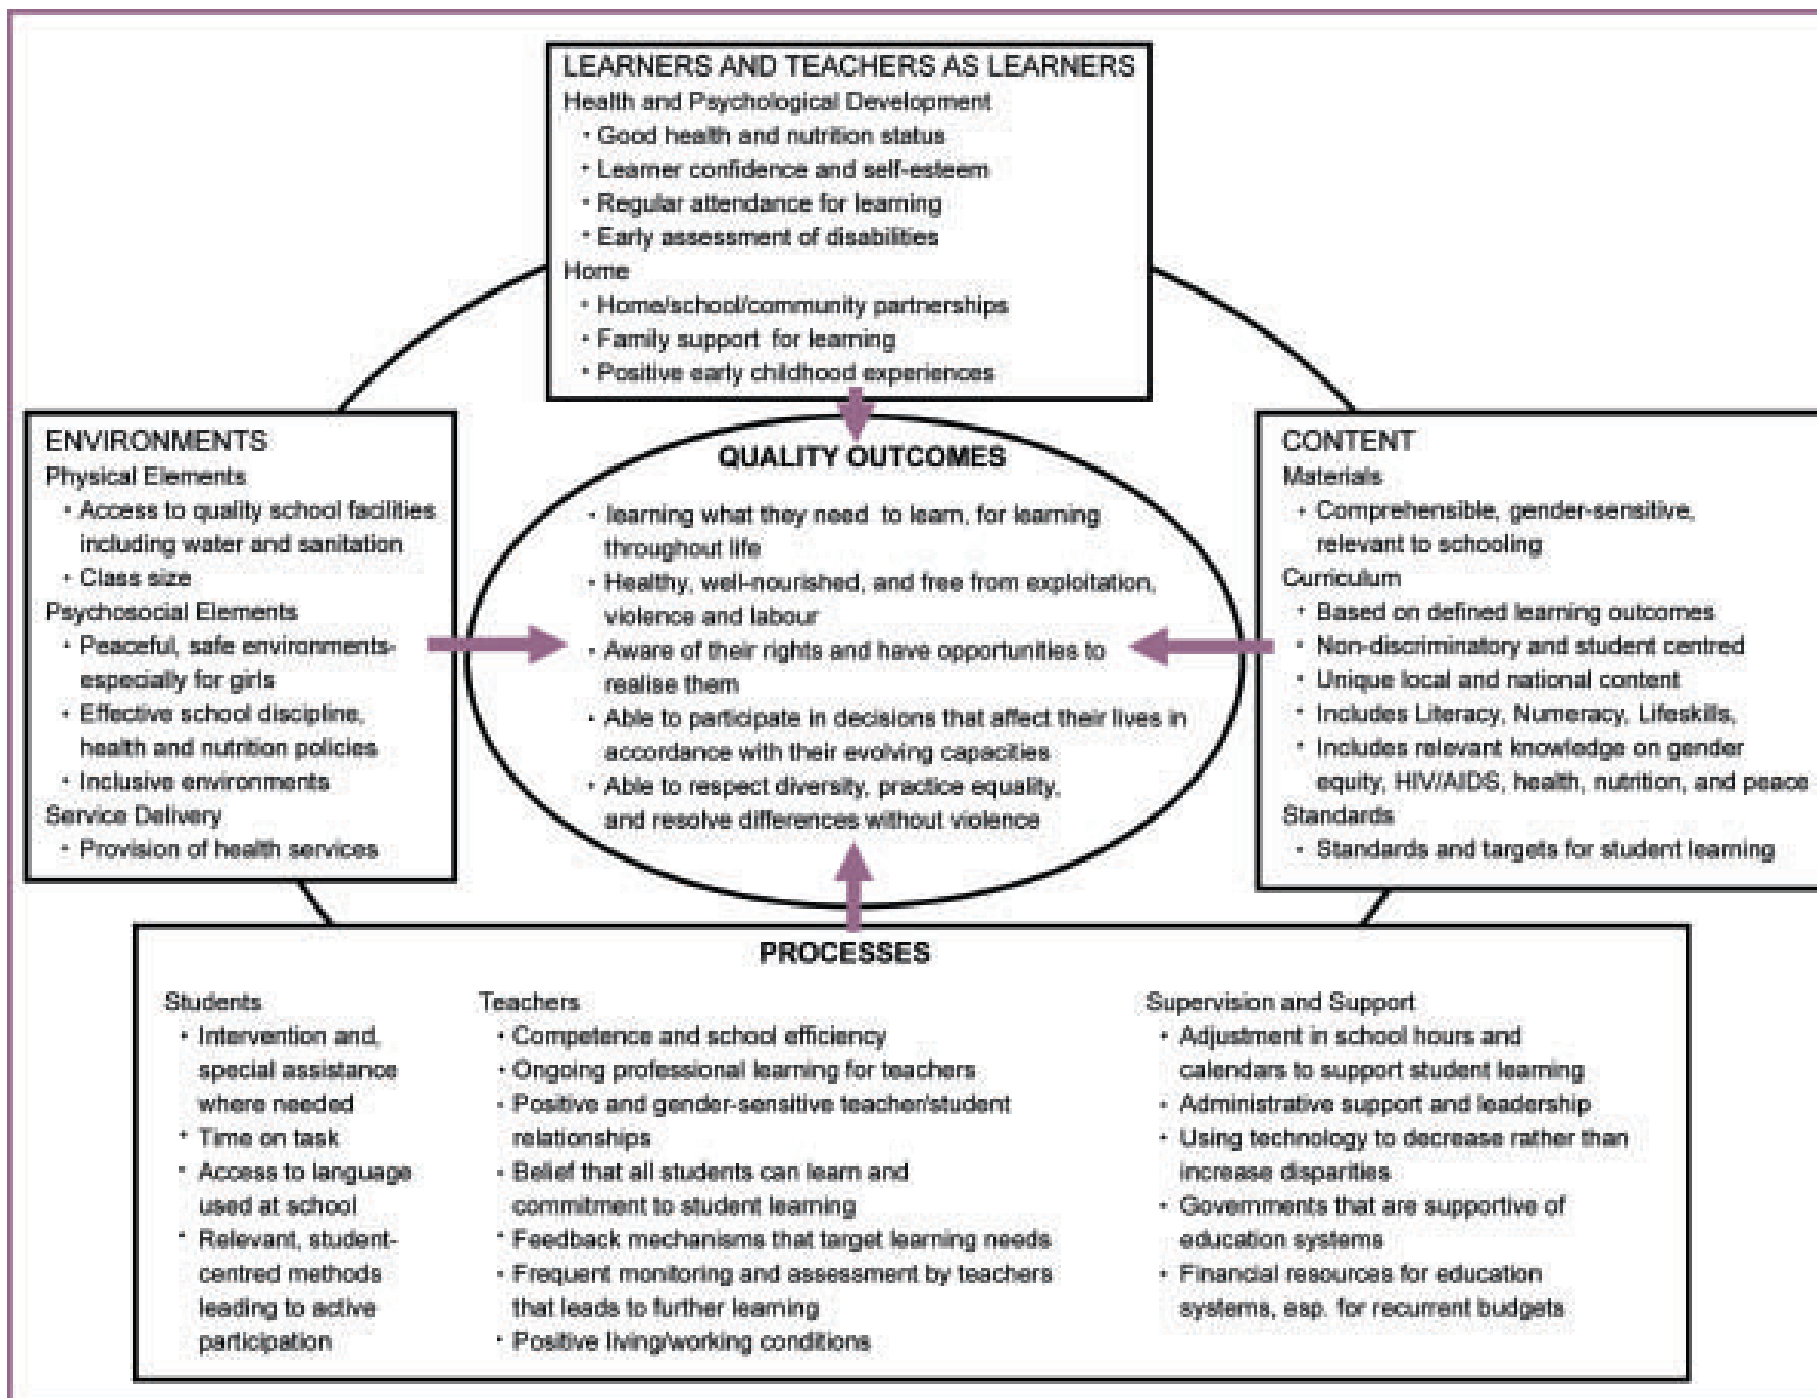 LEARNERS AND TEACHERS AS LEARNERS
Health and Psychological Development
• Good health and nutrition status
• Learner confidence and self-esteem
• Regular attendance for learning
• Early assessment of disabilities
Home
• Home/school/community partnerships
• Family support for learning
• Positive early childhood experiences
ENVIRONMENTS
Physical Elements
• Access to quality school facilities
including water and sanitation
• Class size
Psychosocial Elements
• Peaceful, safe environments-
especially for girls
• Effective school discipline,
health and nutrition policies
• Inclusive environments
Service Delivery
• Provision of health services
QUALITY OUTCOMES
• learning what they need to learn, for learning
throughout life
• Healthy, well-nourished, and free from exploitation,
violence and labour
• Aware of their rights and have opportunities to
realise them
• Able to participate in decisions that affect their lives in
accordance with their evolving capacities
• Able to respect diversity, practice equality,
and resolve differences without violence
CONTENT
Materials
• Comprehensible, gender-sensitive,
relevant to schooling
Curriculum
• Based on defined learning outcomes
• Non-discriminatory and student centred
• Unique local and national content
• Includes Literacy, Numeracy, Lifeskills,
• Includes relevant knowledge on gender
equity, HIV/AIDS, health, nutrition, and peace
Standards
• Standards and targets for student learning
PROCESSES
Students
• Intervention and,
special assistance
where needed
• Time on task
• Access to language
used at school
• Relevant, student-
centred methods
leading to active
participation
Teachers
• Competence and school efficiency
• Ongoing professional learning for teachers
• Positive and gender-sensitive teacher/student
relationships
• Belief that all students can learn and
commitment to student learning
• Feedback mechanisms that target learning needs
• Frequent monitoring and assessment by teachers
that leads to further learning
• Positive living/working conditions
Supervision and Support
• Adjustment in school hours and
calendars to support student learning
• Administrative support and leadership
• Using technology to decrease rather than
increase disparities
• Governments that are supportive of
education systems
• Financial resources for education
systems, esp. for recurrent budgets